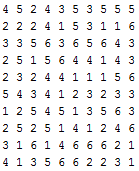 4 5 2 4 3 5 3 5 5 5
2 2 2 4 1 5 3 1 1 6
3 3 5 6 3 6 5 6 4 3
2 5 1 5 6 4 4 1 4 3
2 3 2 4 4 1 1 1 5 6
5 4 3 4 1 2 3 2 3 3
1 2 5 4 5 1 3 5 6 3
2 5 2 5 1 4 1 2 4 6
3 1 6 1 4 6 6 6 2 1
4 1 3 5 6 6 2 2 3 1